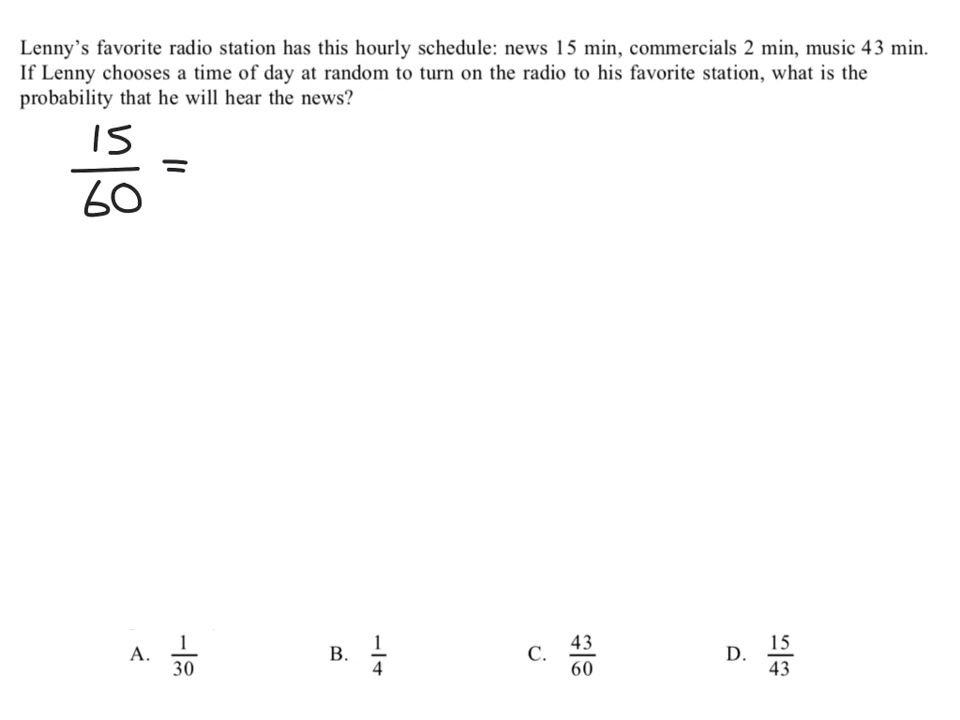 Lenny's favorite radio station has this hourly schedule: news 15 min, commercials 2 min, music 43 min.
If Lenny chooses a time of day at random to turn on the radio to his favorite station, what is the
probability that he will hear the news?
15/60 =
A. 1/30 B. 1/4 C. 43/60 D. 15/43